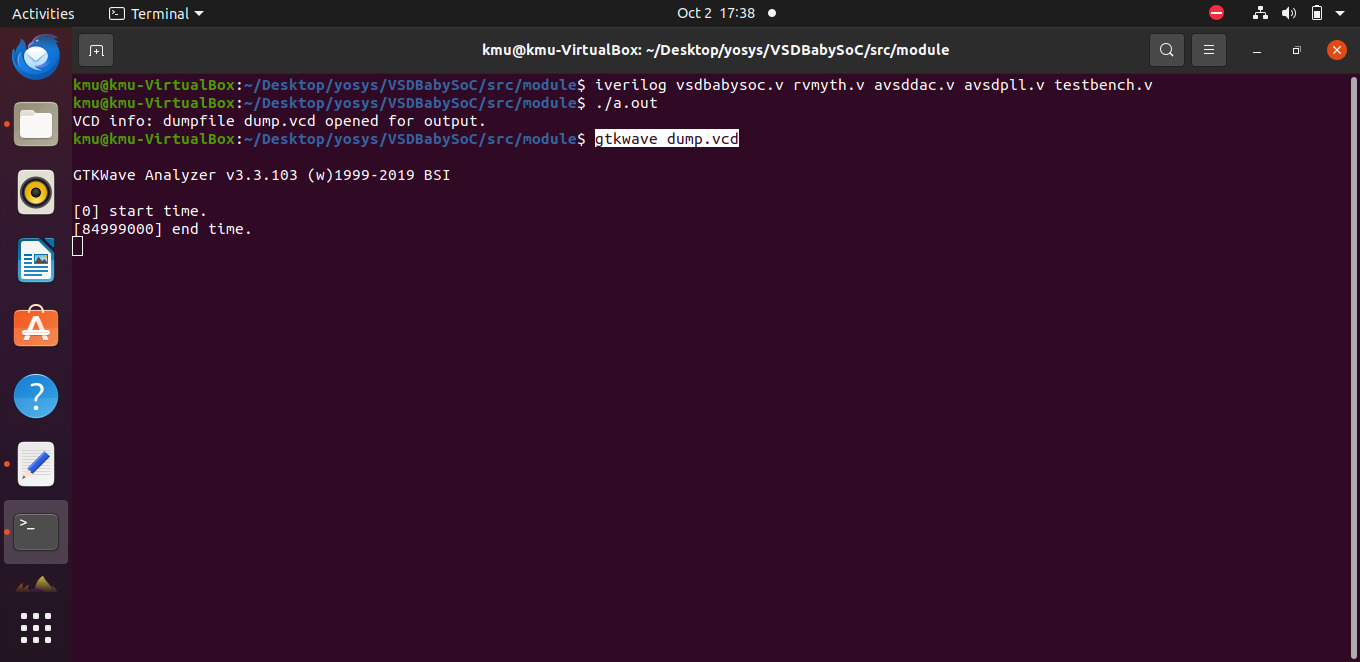 Activities
Terminal
Oct 2 17:38
kmu@kmu-VirtualBox: ~/Desktop/yosys/VSDBabySoC/src/module
kmu@kmu-VirtualBox:~/Desktop/yosys/VSDBabySoC/src/module$ iverilog vsdbabysoc.v rvmyth.v avsddac.v avsdpll.v testbench.v
kmu@kmu-VirtualBox:~/Desktop/yosys/VSDBabySoC/src/module$ ./a.out
VCD info: dumpfile dump.vcd opened for output.
kmu@kmu-VirtualBox:~/Desktop/yosys/VSDBabySoC/src/module$ gtkwave dump.vcd
GTKWave Analyzer v3.3.103 (w)1999-2019 BSI
[0] start time.
[84999000] end time.